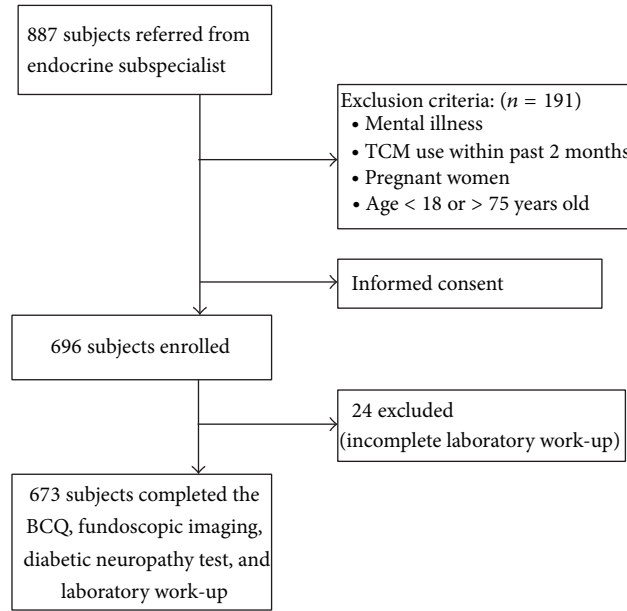 887 subjects referred from
endocrine subspecialist
Exclusion criteria: (n = 191)
• Mental illness
• TCM use within past 2 months
• Pregnant women
• Age < 18 or > 75 years old
Informed consent
696 subjects enrolled
24 excluded
(incomplete laboratory work-up)
673 subjects completed the
BCQ, fundoscopic imaging,
diabetic neuropathy test, and
laboratory work-up